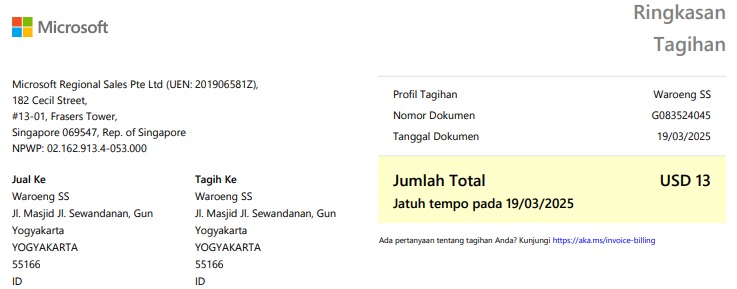 Microsoft
Ringkasan
Tagihan
Microsoft Regional Sales Pte Ltd (UEN: 201906581Z),
182 Cecil Street,
#13-01, Frasers Tower,
Singapore 069547, Rep. of Singapore
NPWP: 02.162.913.4-053.000
Profil Tagihan Waroeng SS
Nomor Dokumen G083524045
Tanggal Dokumen 19/03/2025
Jumlah Total USD 13
Jatuh tempo pada 19/03/2025
Ada pertanyaan tentang tagihan Anda? Kunjungi https://aka.ms/invoice-billing
Jual Ke
Waroeng SS
Jl. Masjid Jl. Sewandanan, Gun
Yogyakarta
YOGYAKARTA
55166
ID
Tagih Ke
Waroeng SS
Jl. Masjid Jl. Sewandanan, Gun
Yogyakarta
YOGYAKARTA
55166
ID